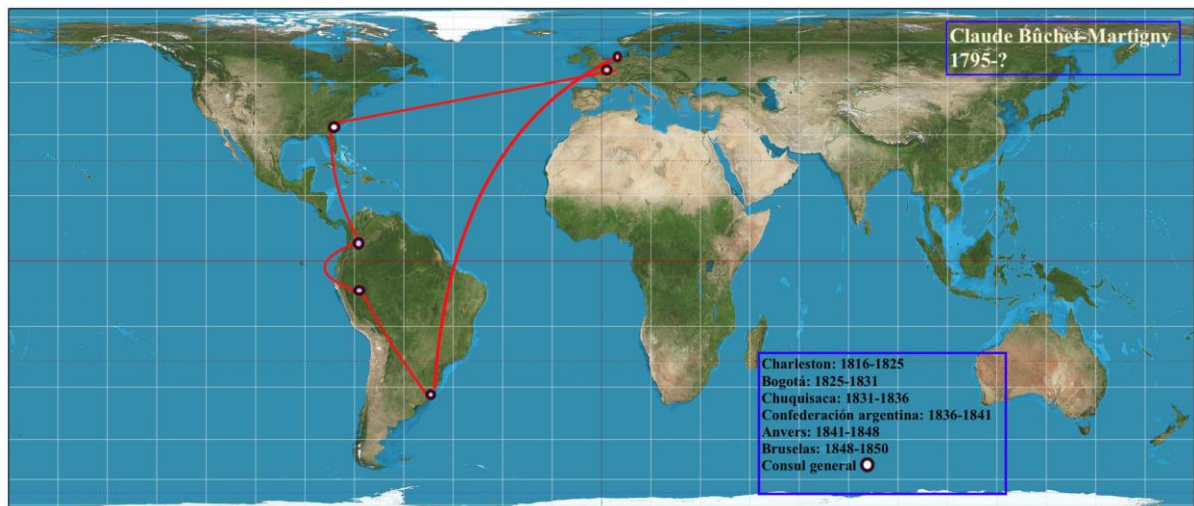 Claude Bûchet-Martigny
1795-?
Charleston: 1816-1825
Bogotá: 1825-1831
Chuquisaca: 1831-1836
Confederación argentina: 1836-1841
Anvers: 1841-1848
Bruselas: 1848-1850
Consul general